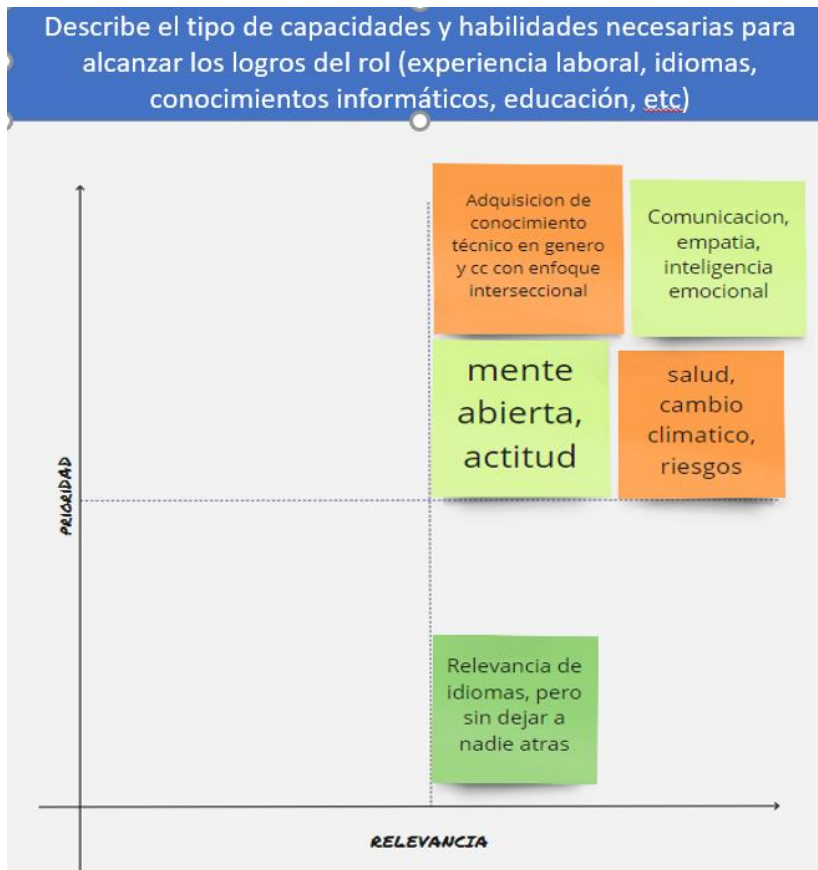 Describe el tipo de capacidades y habilidades necesarias para
alcanzar los logros del rol (experiencia laboral, idiomas,
conocimientos informáticos, educación, etc)
Adquisicion de
conocimiento
técnico en genero
y cc con enfoque
interseccional
Comunicacion,
empatia,
inteligencia
emocional
mente
abierta,
actitud
salud,
cambio
climatico,
riesgos
PRIORIDAD
Relevancia de
idiomas, pero
sin dejar a
nadie atras
RELEVANCIA